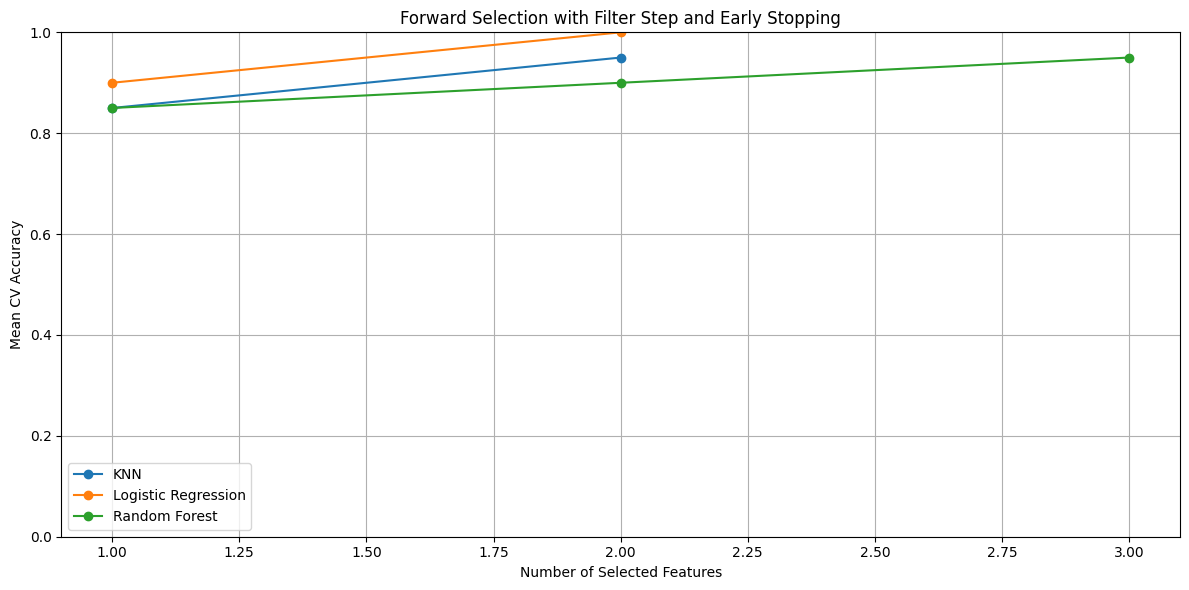 Forward Selection with Filter Step and Early Stopping
Mean CV Accuracy
1.0
0.8
0.6
0.4
0.2
0.0
KNN
Logistic Regression
Random Forest
1.00 1.25 1.50 1.75 2.00 2.25 2.50 2.75 3.00
Number of Selected Features